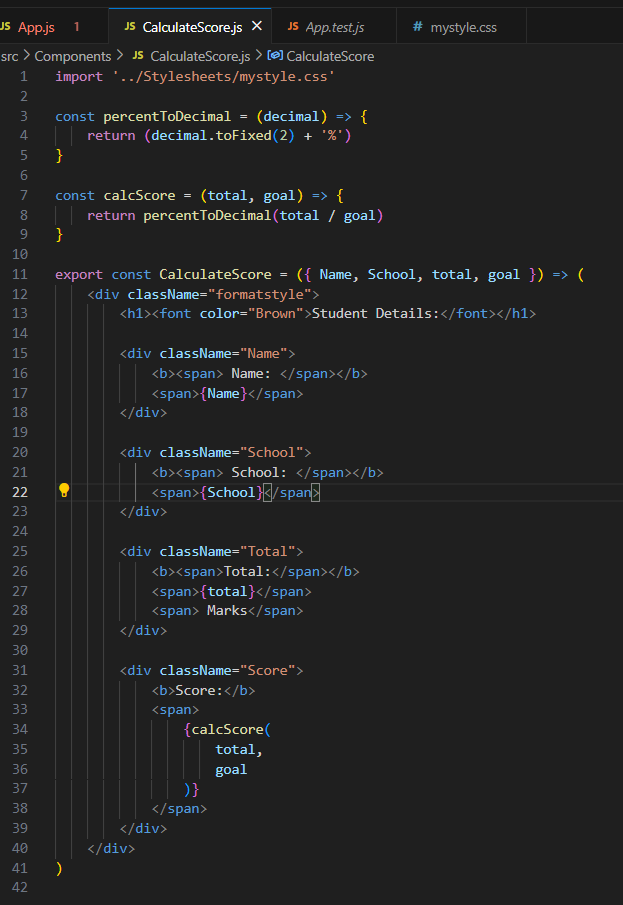 JS App.js 1 JS CalculateScore.js × JS App.test.js # mystyle.css
src > Components > JS CalculateScore.js > CalculateScore
1 import '../Stylesheets/mystyle.css'
2
3 const percentToDecimal = (decimal) => {
4 return (decimal.toFixed(2) + '%')
5 }
6
7 const calcScore = (total, goal) => {
8 return percentToDecimal(total / goal)
9 }
10
11 export const CalculateScore = ({ Name, School, total, goal }) => (
12 <div className="formatstyle">
13 <h1><font color="Brown">Student Details:</font></h1>
14
15 <div className="Name">
16 <b><span> Name: </span></b>
17 <span>{Name}</span>
18 </div>
19
20 <div className="School">
21 <b><span> School: </span></b>
22 <span>{School}</span>
23 </div>
24
25 <div className="Total">
26 <b><span>Total:</span></b>
27 <span>{total}</span>
28 <span> Marks</span>
29 </div>
30
31 <div className="Score">
32 <b>Score:</b>
33 <span>
34 {calcScore(
35 total,
36 goal
37 )}
38 </span>
39 </div>
40 </div>
41 )
42